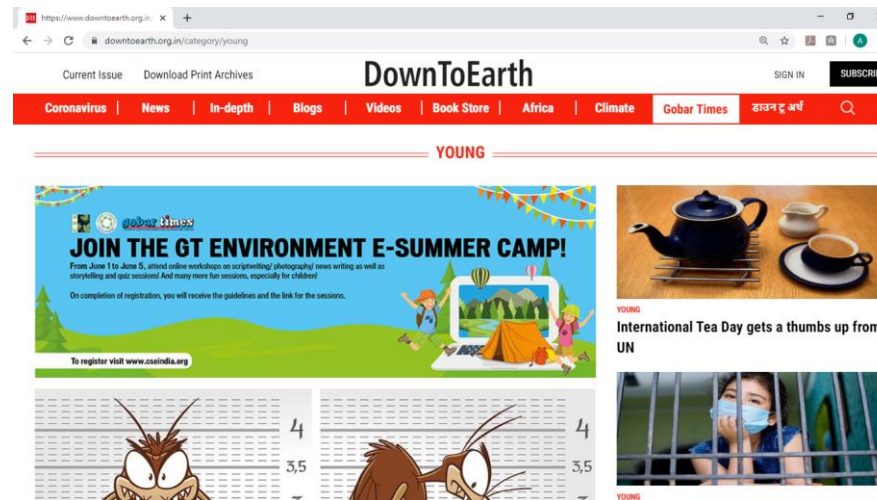 https://www.downtoearth.org.in
downtoearth.org.in/category/young
Current Issue Download Print Archives
DownToEarth
SIGN IN
Coronavirus | News | In-depth | Blogs | Videos | Book Store | Africa | Climate Gobar Times डाउन टू अर्थ
YOUNG
gobar times
JOIN THE GT ENVIRONMENT E-SUMMER CAMP!
From June 1 to June 5, attend online workshops on scriptwriting/ photography/ news writing as well as
storytelling and quiz sessions! And many more fun sessions, especially for children!
On completion of registration, you will receive the guidelines and the link for the sessions.
To register visit www.cseindia.org
YOUNG
International Tea Day gets a thumbs up from
UN
4
4
3,5
3,5
YOUNG